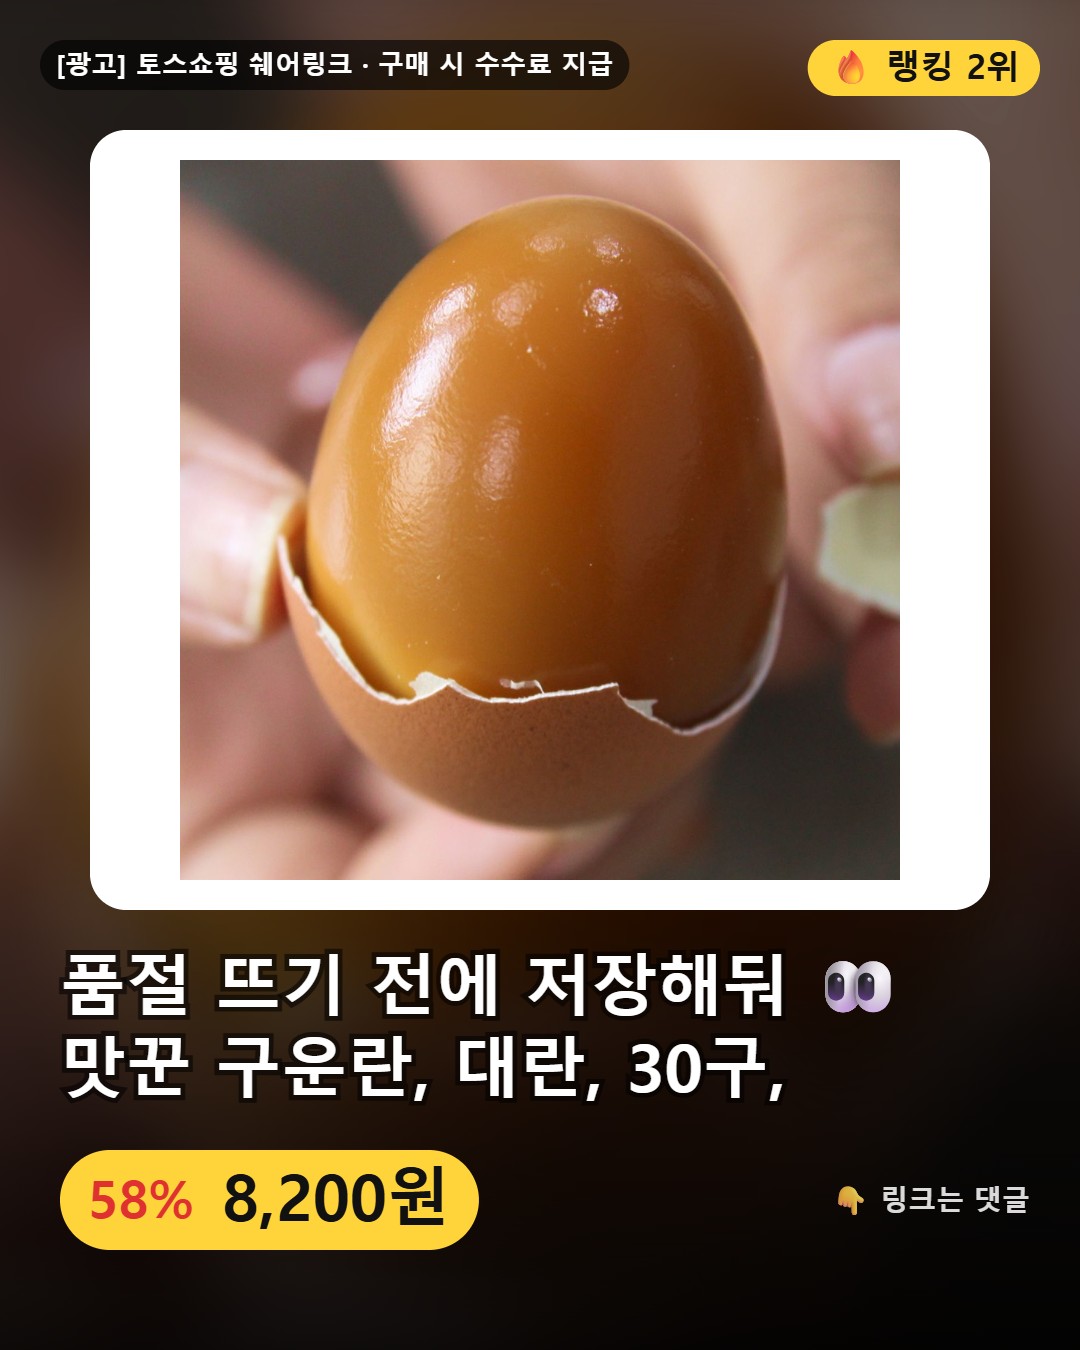 [광고] 토스쇼핑 쉐어링크 · 구매 시 수수료 지급
🔥 랭킹 2위
품절 뜨기 전에 저장해둬 👀
맛꾼 구운란, 대란, 30구,
58% 8,200원
👇 링크는 댓글